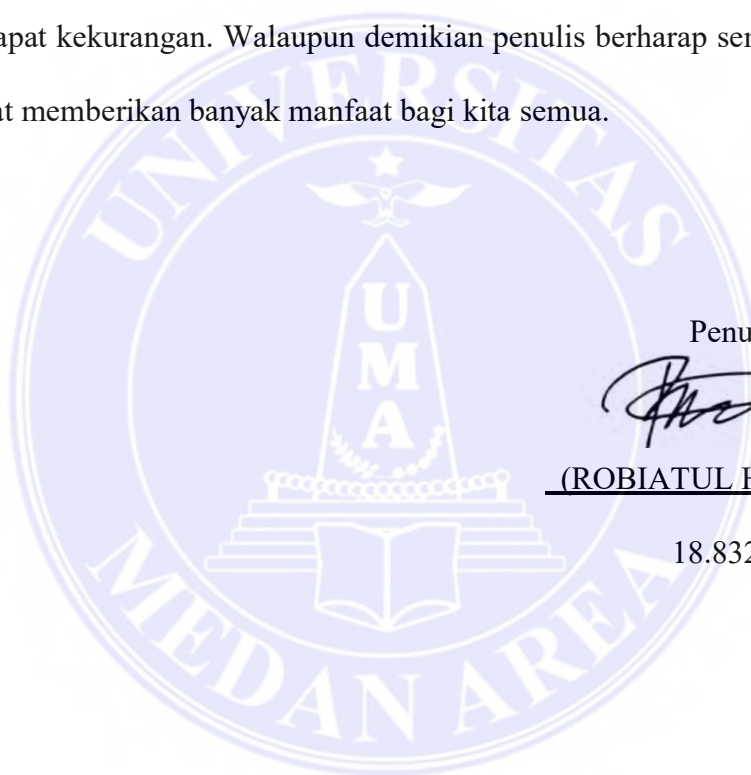 apat kekurangan. Walaupun demikian penulis berharap sem
at memberikan banyak manfaat bagi kita semua.
UNIVERSITAS
U
M
A
Penu
(ROBIATUL H
18.832
MEDAN AREA